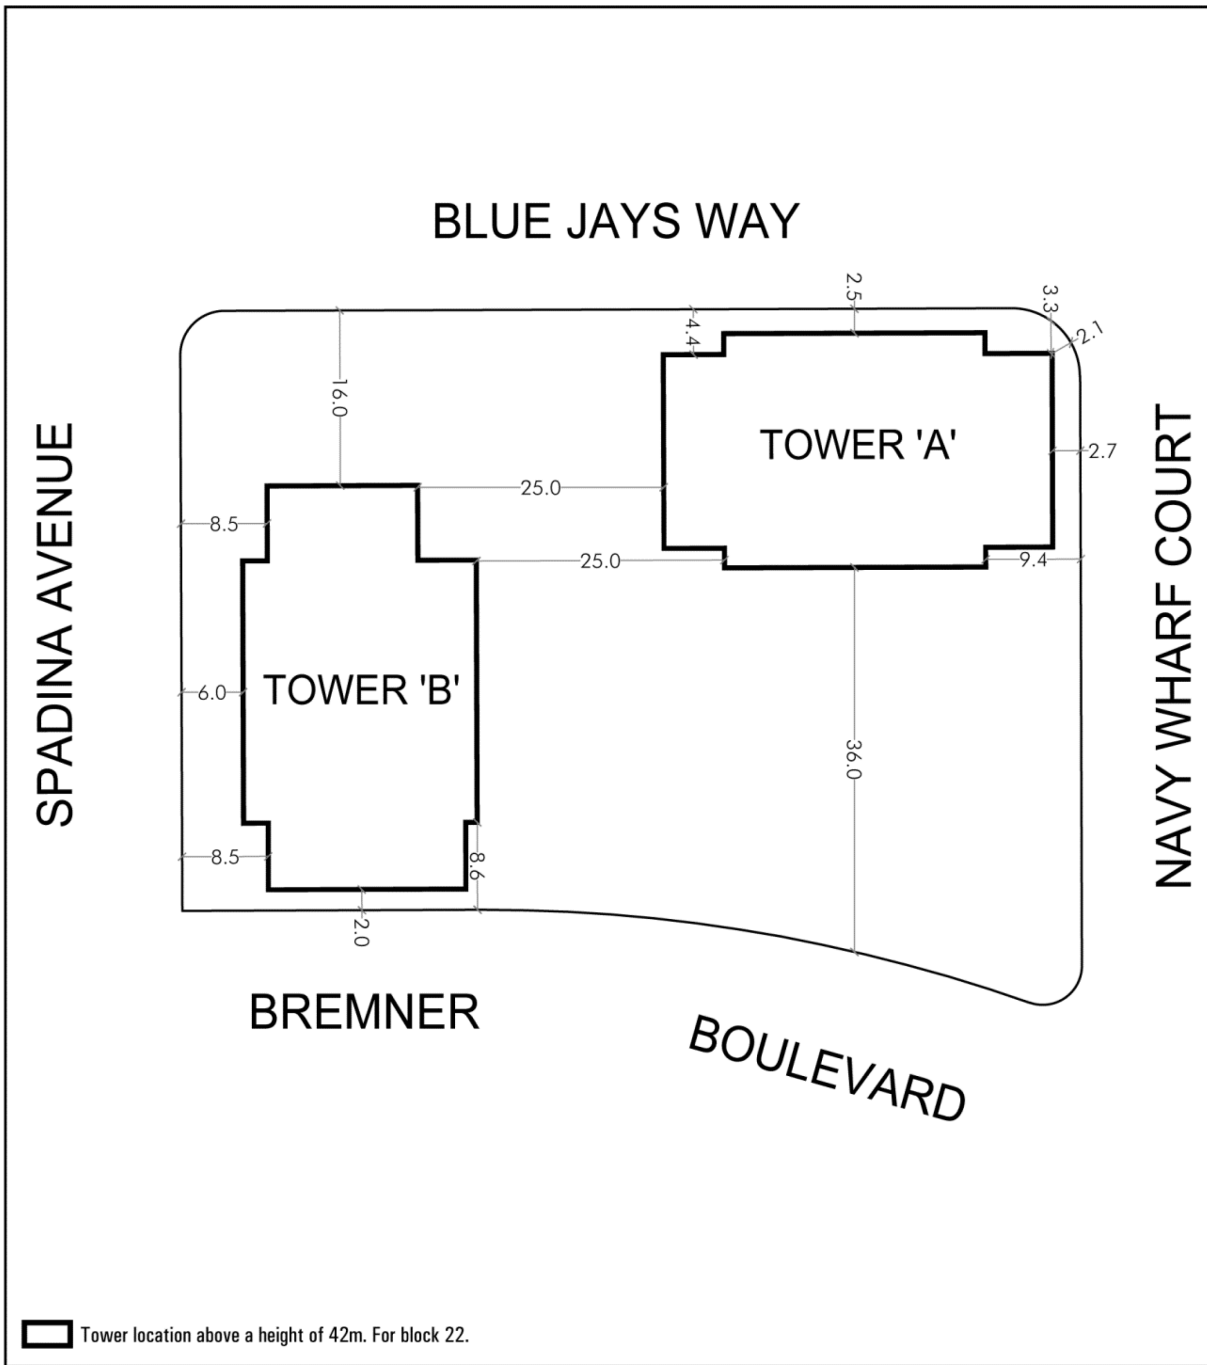 BLUE JAYS WAY
2.5
3.3
4.4
2.1
16.0
TOWER 'A'
2.7
25.0
8.5
25.0
9.4
SPADINA AVENUE
NAVY WHARF COURT
6.0
TOWER 'B'
36.0
8.5
8.6
2.0
BREMNER
BOULEVARD
Tower location above a height of 42m. For block 22.